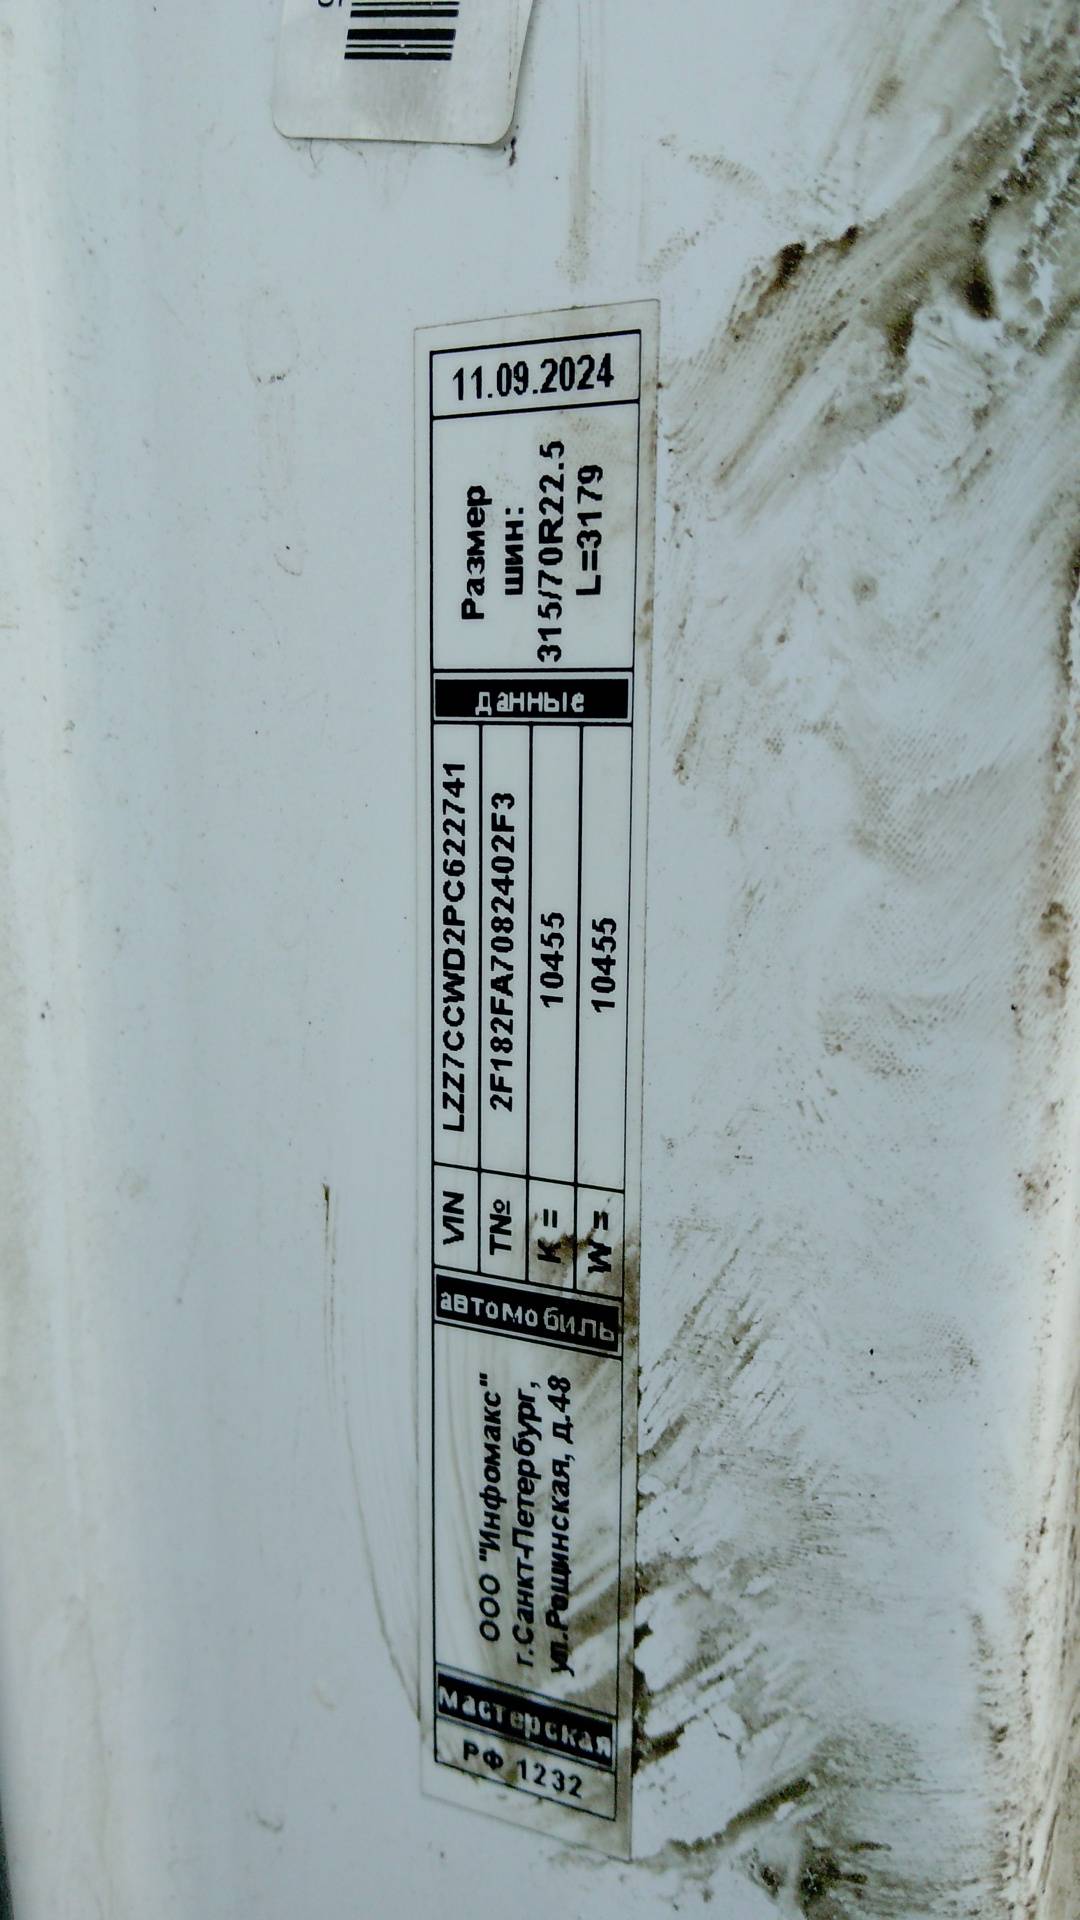 РФ 1232
мастерская
ООО "Инфомакс"
г.Санкт-Петербург,
ул.Рощинская, д.48
автомобиль
VIN LZZ7CCWD2PC622741
Т№ 2F182FA7082402F3
K = 10455
W = 10455
данные
Размер
шин:
315/70R22.5
L=3179
11.09.2024